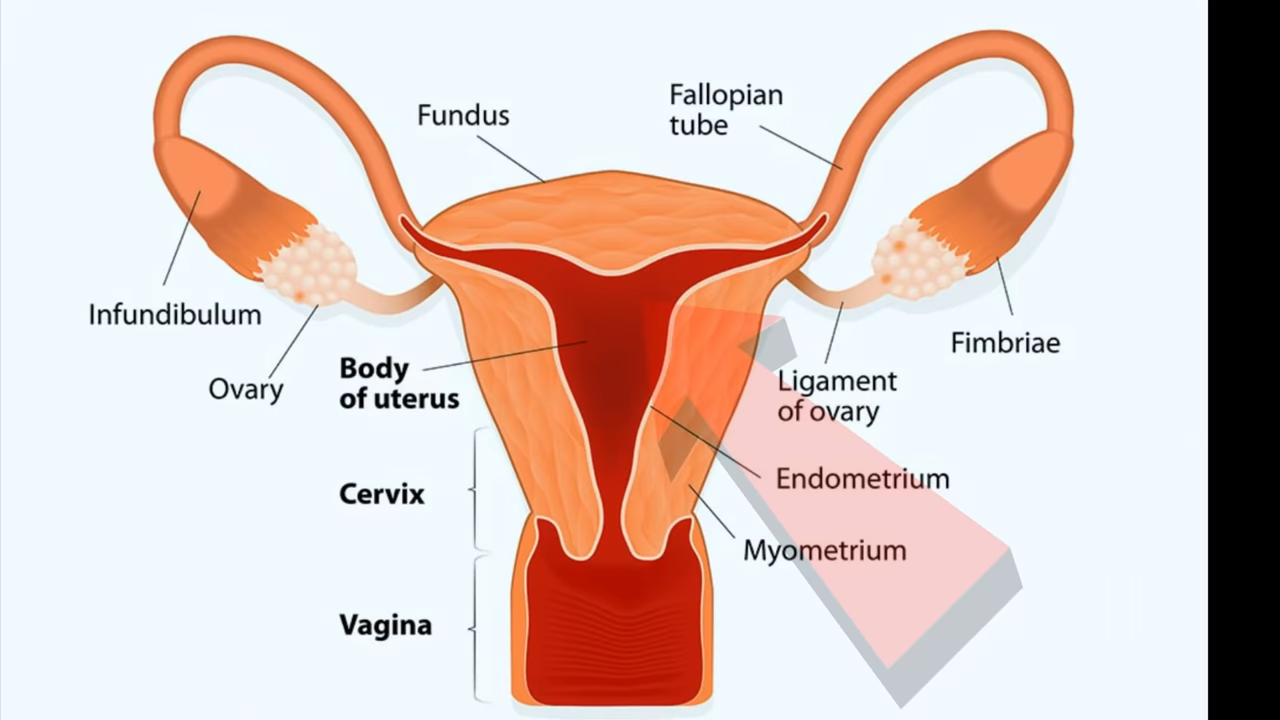 Fundus
Fallopian
tube
Infundibulum
Ovary
Body
of uterus
Cervix
Vagina
Fimbriae
Ligament
of ovary
Endometrium
Myometrium